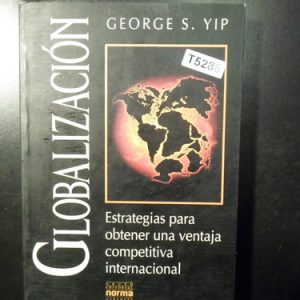 GEORGE S. YIP
GLOBALIZACIÓN
Estrategias para
obtener una ventaja
competitiva
internacional
norma